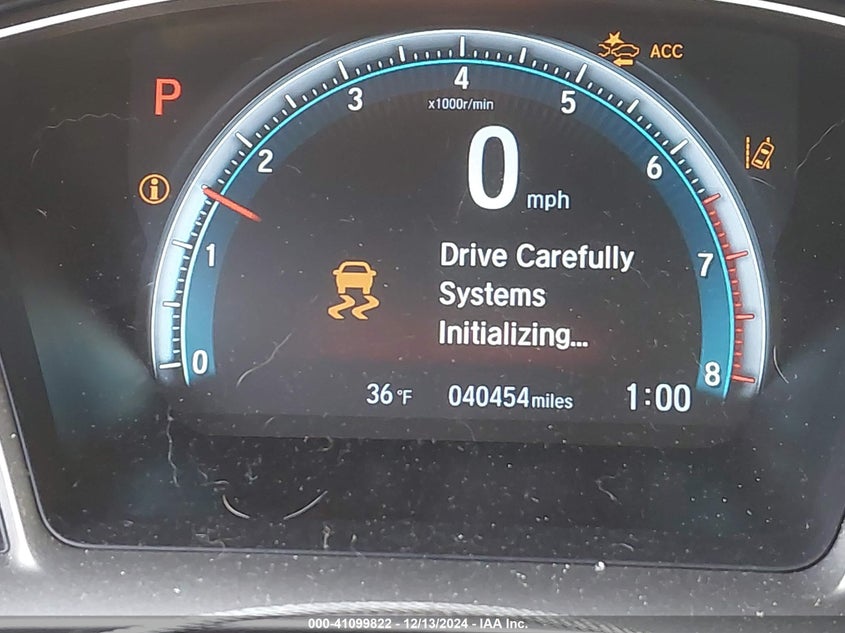 ACC
P
4
3
5
x1000r/min
2
6
0 mph
i
1
7
Drive Carefully
Systems
Initializing...
0
8
36 °F
040454 miles
1:00
000-41099822 - 12/13/2024 - IAA Inc.